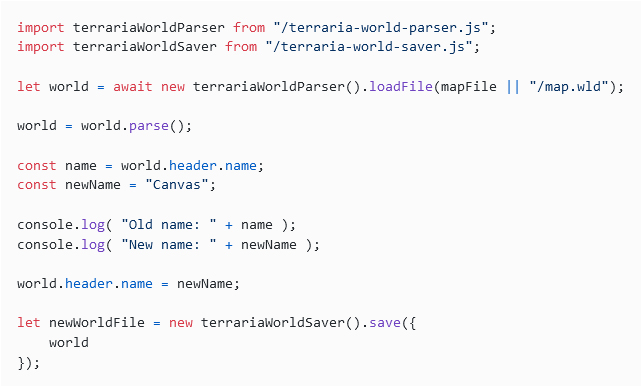 import terrariaWorldParser from "/terraria-world-parser.js";
import terrariaWorldSaver from "/terraria-world-saver.js";

let world = await new terrariaWorldParser().loadFile(mapFile || "/map.wld");

world = world.parse();

const name = world.header.name;
const newName = "Canvas";

console.log( "Old name: " + name );
console.log( "New name: " + newName );

world.header.name = newName;

let newWorldFile = new terrariaWorldSaver().save({
    world
});